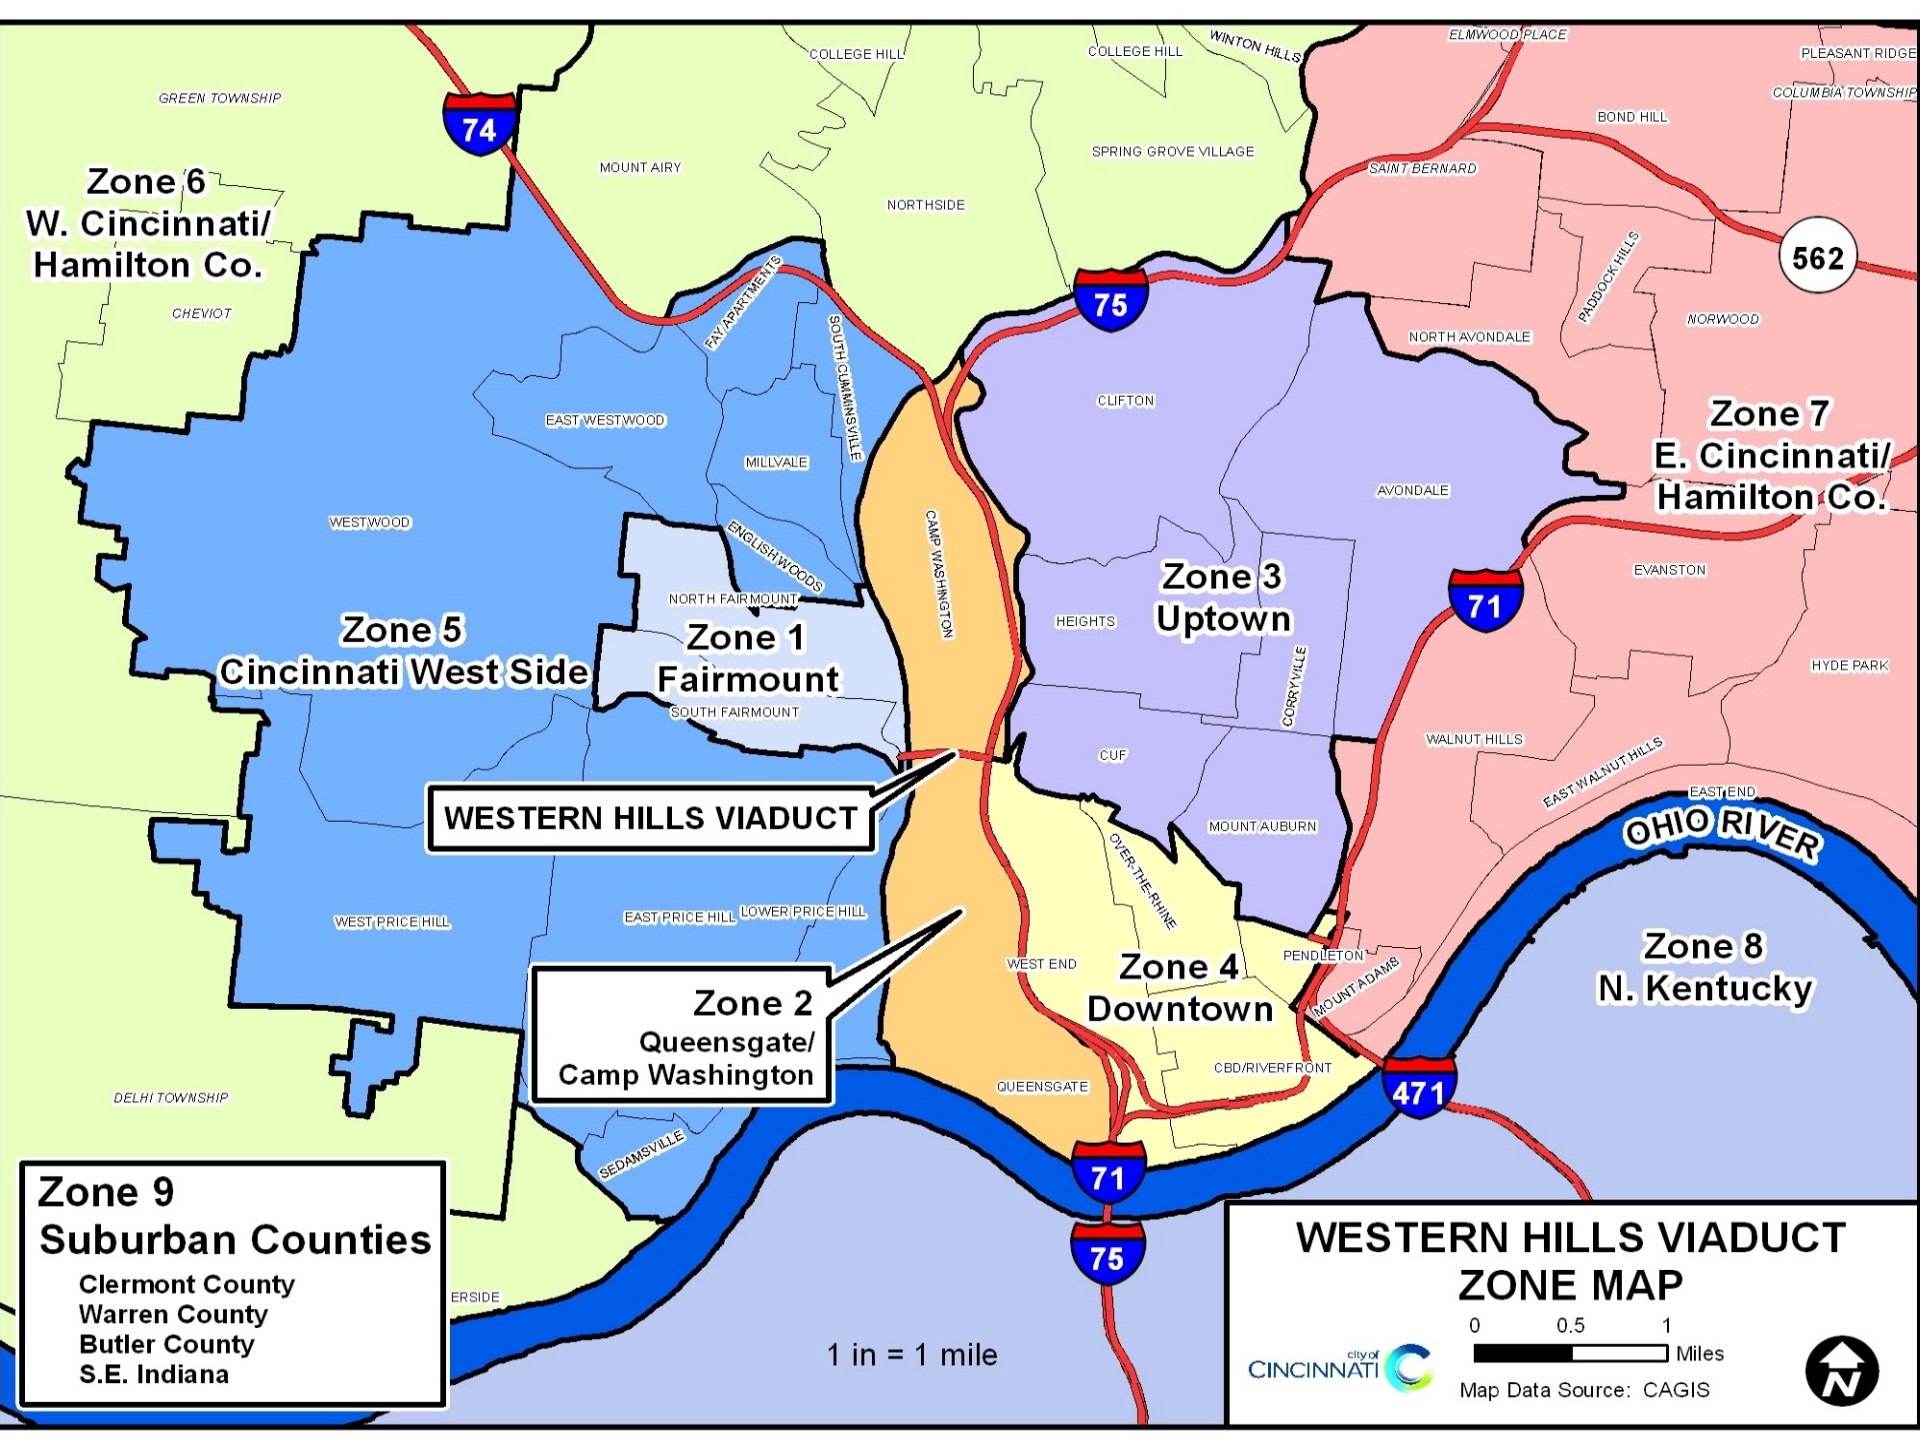 ELMWOOD PLACE
WINTON HILLS
COLLEGE HILL
COLLEGE HILL
PLEASANT RIDGE
COLUMBIA TOWNSHIP
GREEN TOWNSHIP
74
BOND HILL
MOUNT AIRY
SPRING GROVE VILLAGE
SAINT BERNARD
Zone 6
W. Cincinnati/
Hamilton Co.
NORTHSIDE
562
PADDOCK HILLS
CHEVIOT
FAY APARTMENTS
75
NORWOOD
NORTH AVONDALE
SOUTH CUMMINSVILLE
CLIFTON
EAST WESTWOOD
Zone 7
E. Cincinnati/
Hamilton Co.
MILLVALE
AVONDALE
WESTWOOD
ENGLISH WOODS
CAMP WASHINGTON
EVANSTON
Zone 3
Uptown
71
NORTH FAIRMOUNT
HEIGHTS
Zone 5
Cincinnati West Side
Zone 1
Fairmount
SOUTH FAIRMOUNT
HYDE PARK
CORRYVILLE
WALNUT HILLS
CUF
EAST WALNUT HILLS
EAST END
WESTERN HILLS VIADUCT
MOUNT AUBURN
OHIO RIVER
OVER-THE-RHINE
WEST PRICE HILL
EAST PRICE HILL
LOWER PRICE HILL
Zone 8
N. Kentucky
PENDLETON
WEST END
Zone 4
Downtown
MOUNT ADAMS
Zone 2
Queensgate/
Camp Washington
CBD/RIVERFRONT
QUEENSGATE
471
DELHI TOWNSHIP
SEDAMSVILLE
71
75
Zone 9
Suburban Counties
Clermont County
Warren County
Butler County
S.E. Indiana
ERSIDE
1 in = 1 mile
WESTERN HILLS VIADUCT
ZONE MAP
0 0.5 1
Miles
city of
CINCINNATI
Map Data Source: CAGIS
N